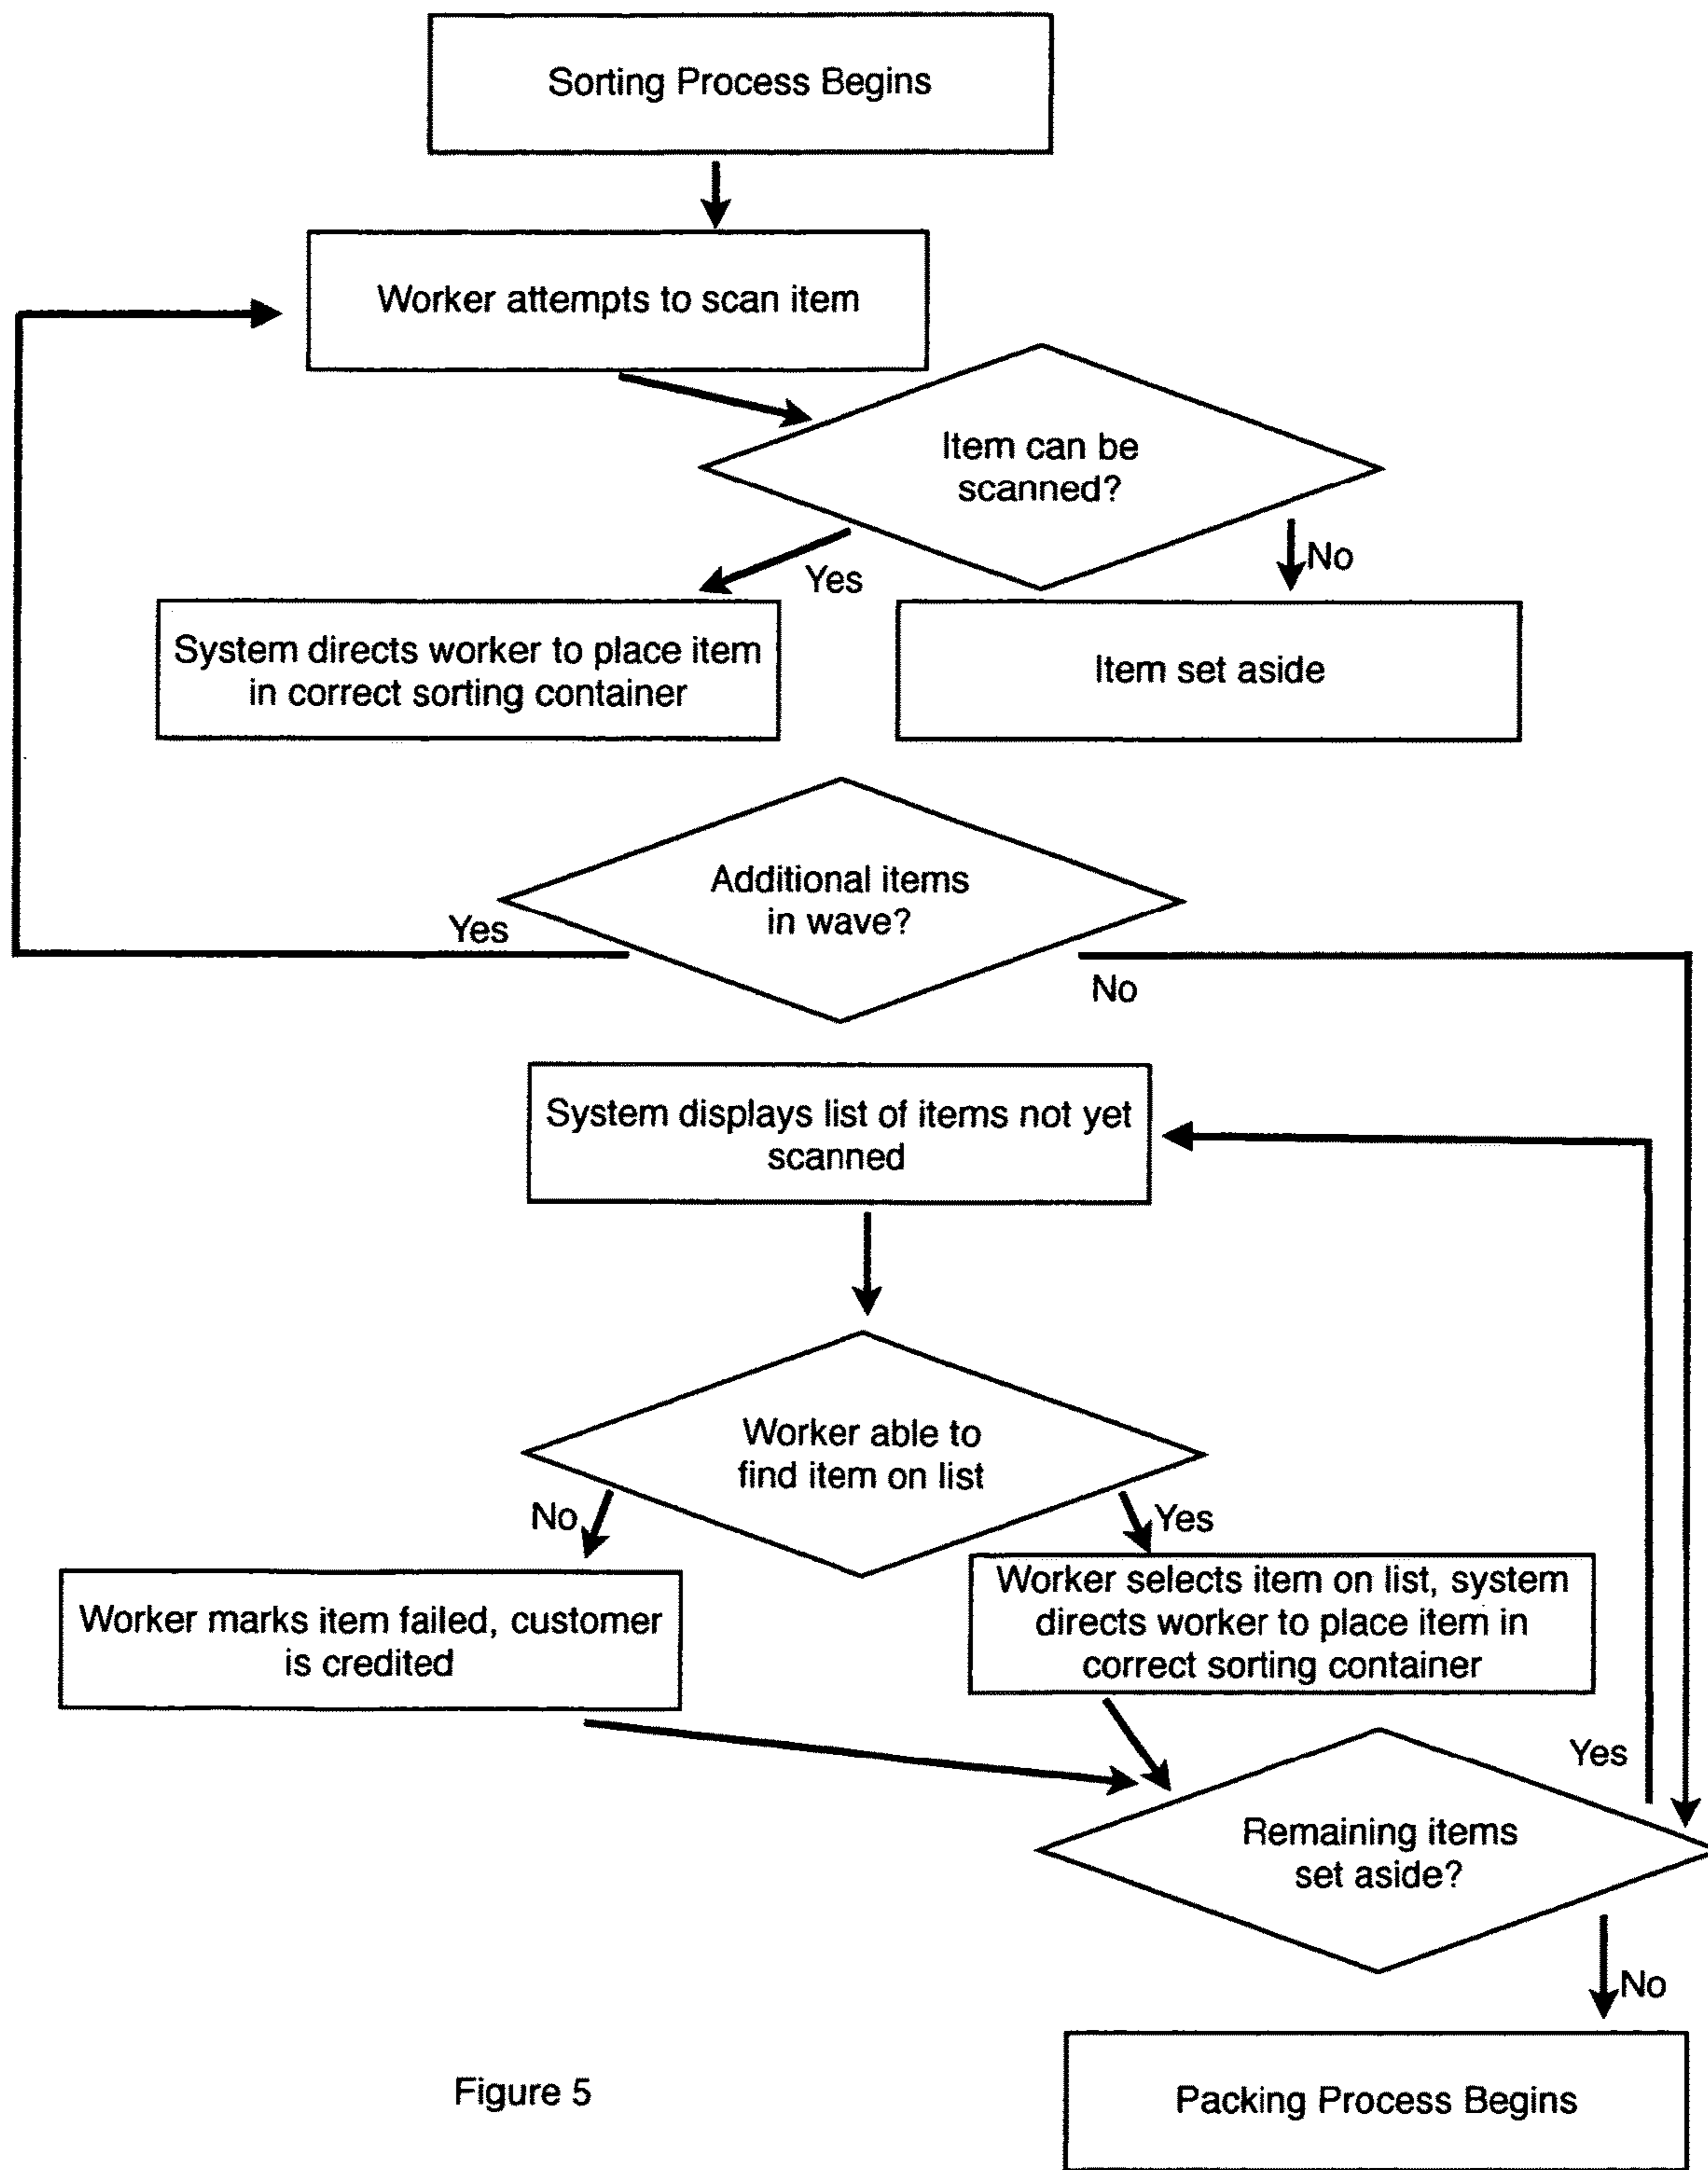 Sorting Process Begins
Worker attempts to scan item
Item can be
scanned?
Yes
No
System directs worker to place item
in correct sorting container
Item set aside
Additional items
in wave?
Yes
No
System displays list of items not yet
scanned
Worker able to
find item on list
No
Yes
Worker marks item failed, customer
is credited
Worker selects item on list, system
directs worker to place item in
correct sorting container
Yes
Remaining items
set aside?
No
Packing Process Begins
Figure 5